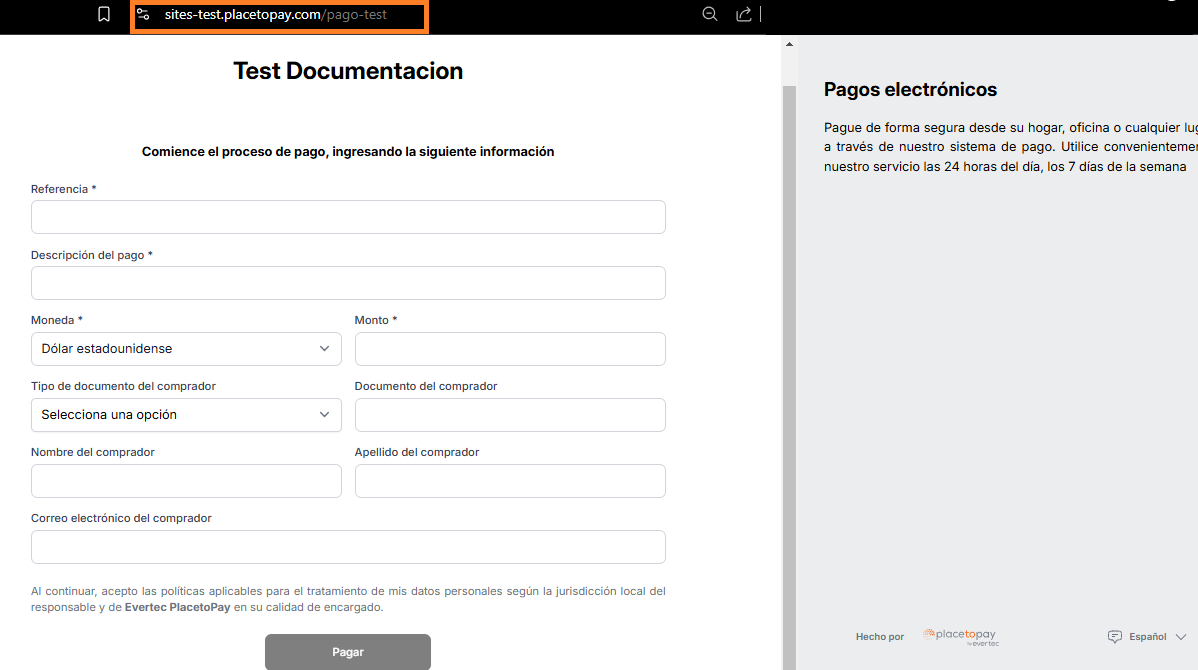 sites-test.placetopay.com/pago-test
Test Documentacion
Comience el proceso de pago, ingresando la siguiente información
Referencia *
Descripción del pago *
Moneda *
Monto *
Dólar estadounidense
Tipo de documento del comprador
Documento del comprador
Selecciona una opción
Nombre del comprador
Apellido del comprador
Correo electrónico del comprador
Al continuar, acepto las políticas aplicables para el tratamiento de mis datos personales según la jurisdicción local del
responsable y de Evertec PlacetoPay en su calidad de encargado.
Pagar
Pagos electrónicos
Pague de forma segura desde su hogar, oficina o cualquier lug
a través de nuestro sistema de pago. Utilice convenientemen
nuestro servicio las 24 horas del día, los 7 días de la semana
Hecho por
placetopay
by evertec
Español